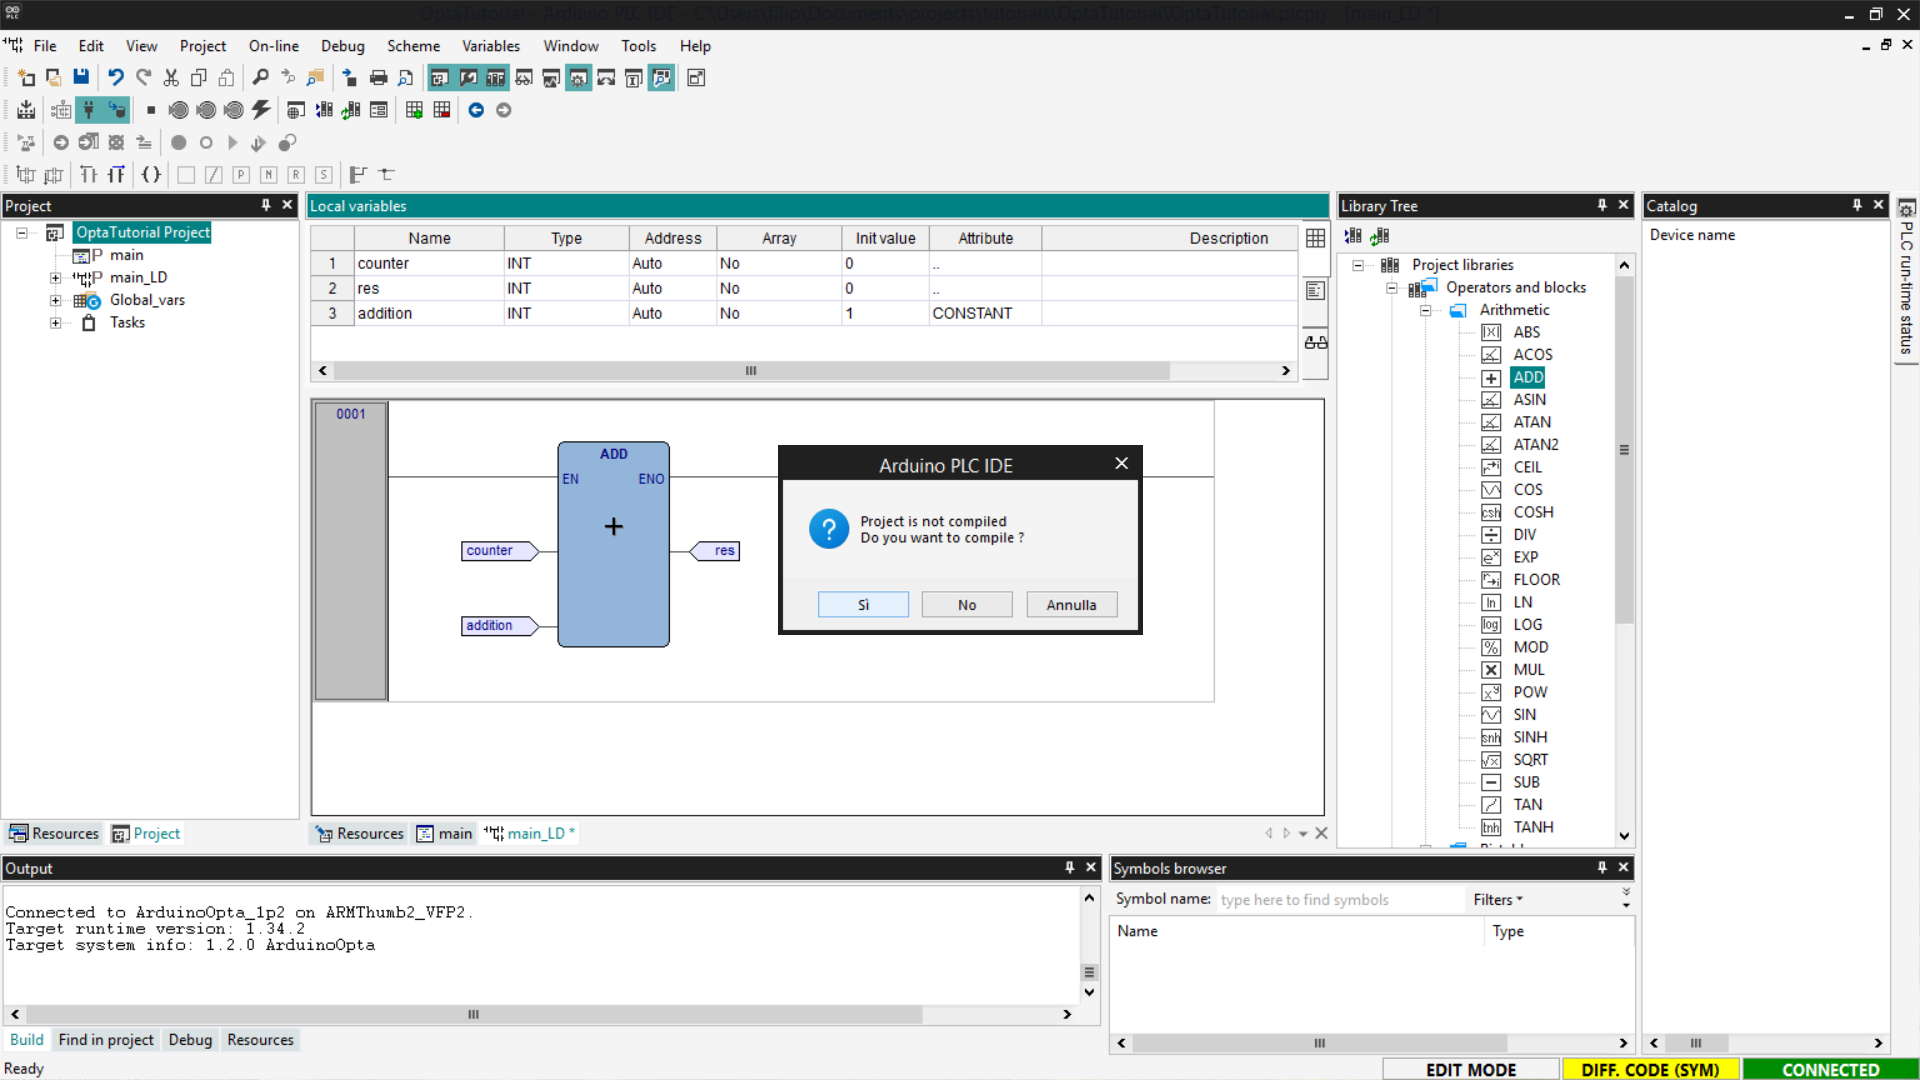 OptaTutorial - Arduino PLC IDE - C:\Users\filip\Documents\projects\tutorials\OptaTutorial\OptaTutorial.plcprj - [main_LD *]
File Edit View Project On-line Debug Scheme Variables Window Tools Help
Project
OptaTutorial Project
main
main_LD
Global_vars
Tasks
Resources Project
Local variables
Name Type Address Array Init value Attribute Description
1 counter INT Auto No 0 ..
2 res INT Auto No 0 ..
3 addition INT Auto No 1 CONSTANT
0001
ADD
EN ENO
counter
res
addition
Arduino PLC IDE
Project is not compiled
Do you want to compile ?
Sì No Annulla
Resources main main_LD *
Library Tree
Project libraries
Operators and blocks
Arithmetic
ABS
ACOS
ADD
ASIN
ATAN
ATAN2
CEIL
COS
COSH
DIV
EXP
FLOOR
LN
LOG
MOD
MUL
POW
SIN
SINH
SQRT
SUB
TAN
TANH
Catalog
Device name
PLC run-time status
Output
Connected to ArduinoOpta_1p2 on ARMThumb2_VFP2.
Target runtime version: 1.34.2
Target system info: 1.2.0 ArduinoOpta
Build Find in project Debug Resources
Symbols browser
Symbol name: type here to find symbols Filters
Name Type
Ready
EDIT MODE DIFF. CODE (SYM) CONNECTED